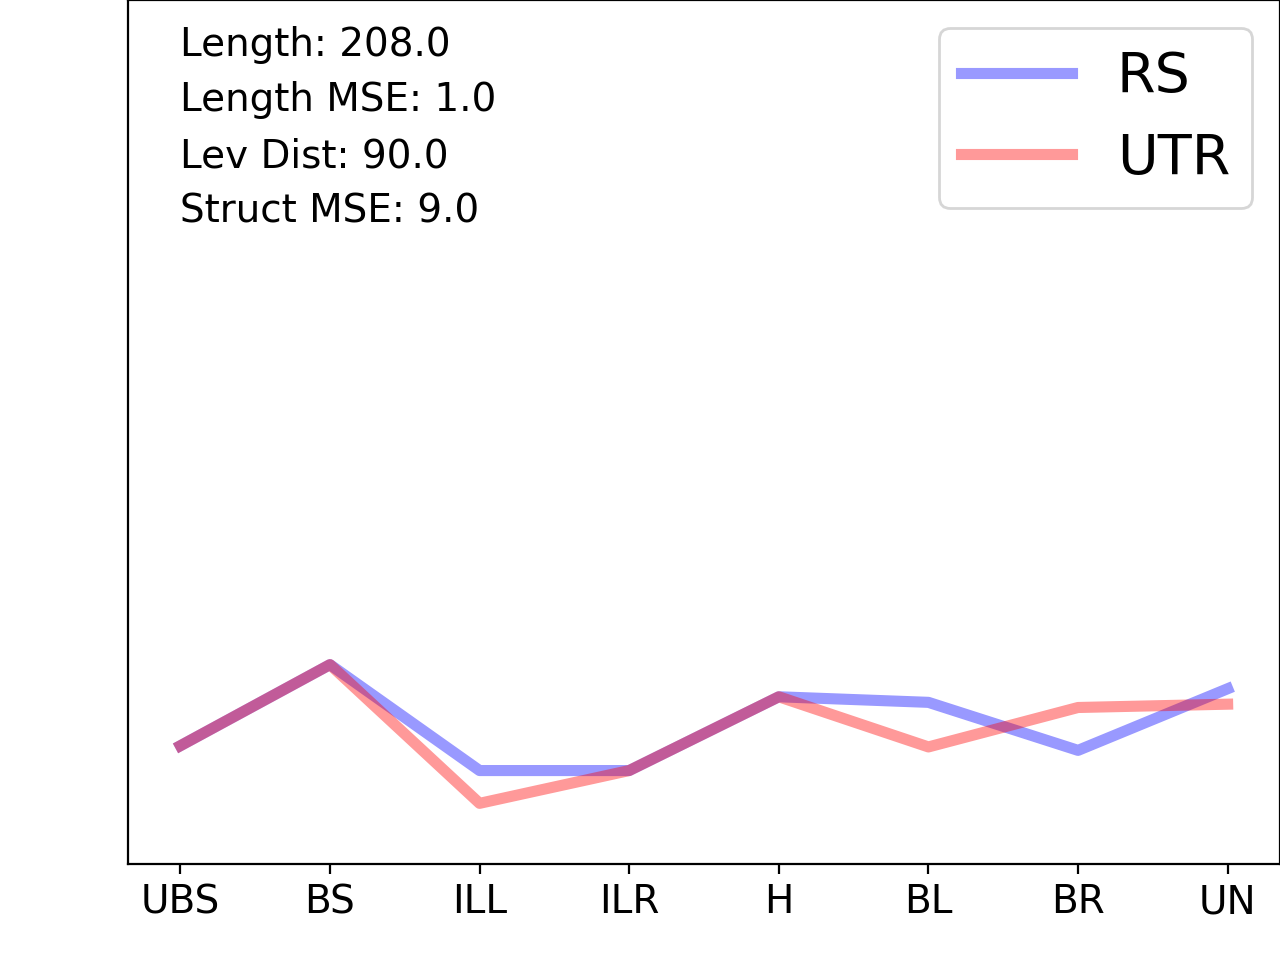 Length: 208.0
Length MSE: 1.0
Lev Dist: 90.0
Struct MSE: 9.0
RS
UTR
UBS BS ILL ILR H BL BR UN